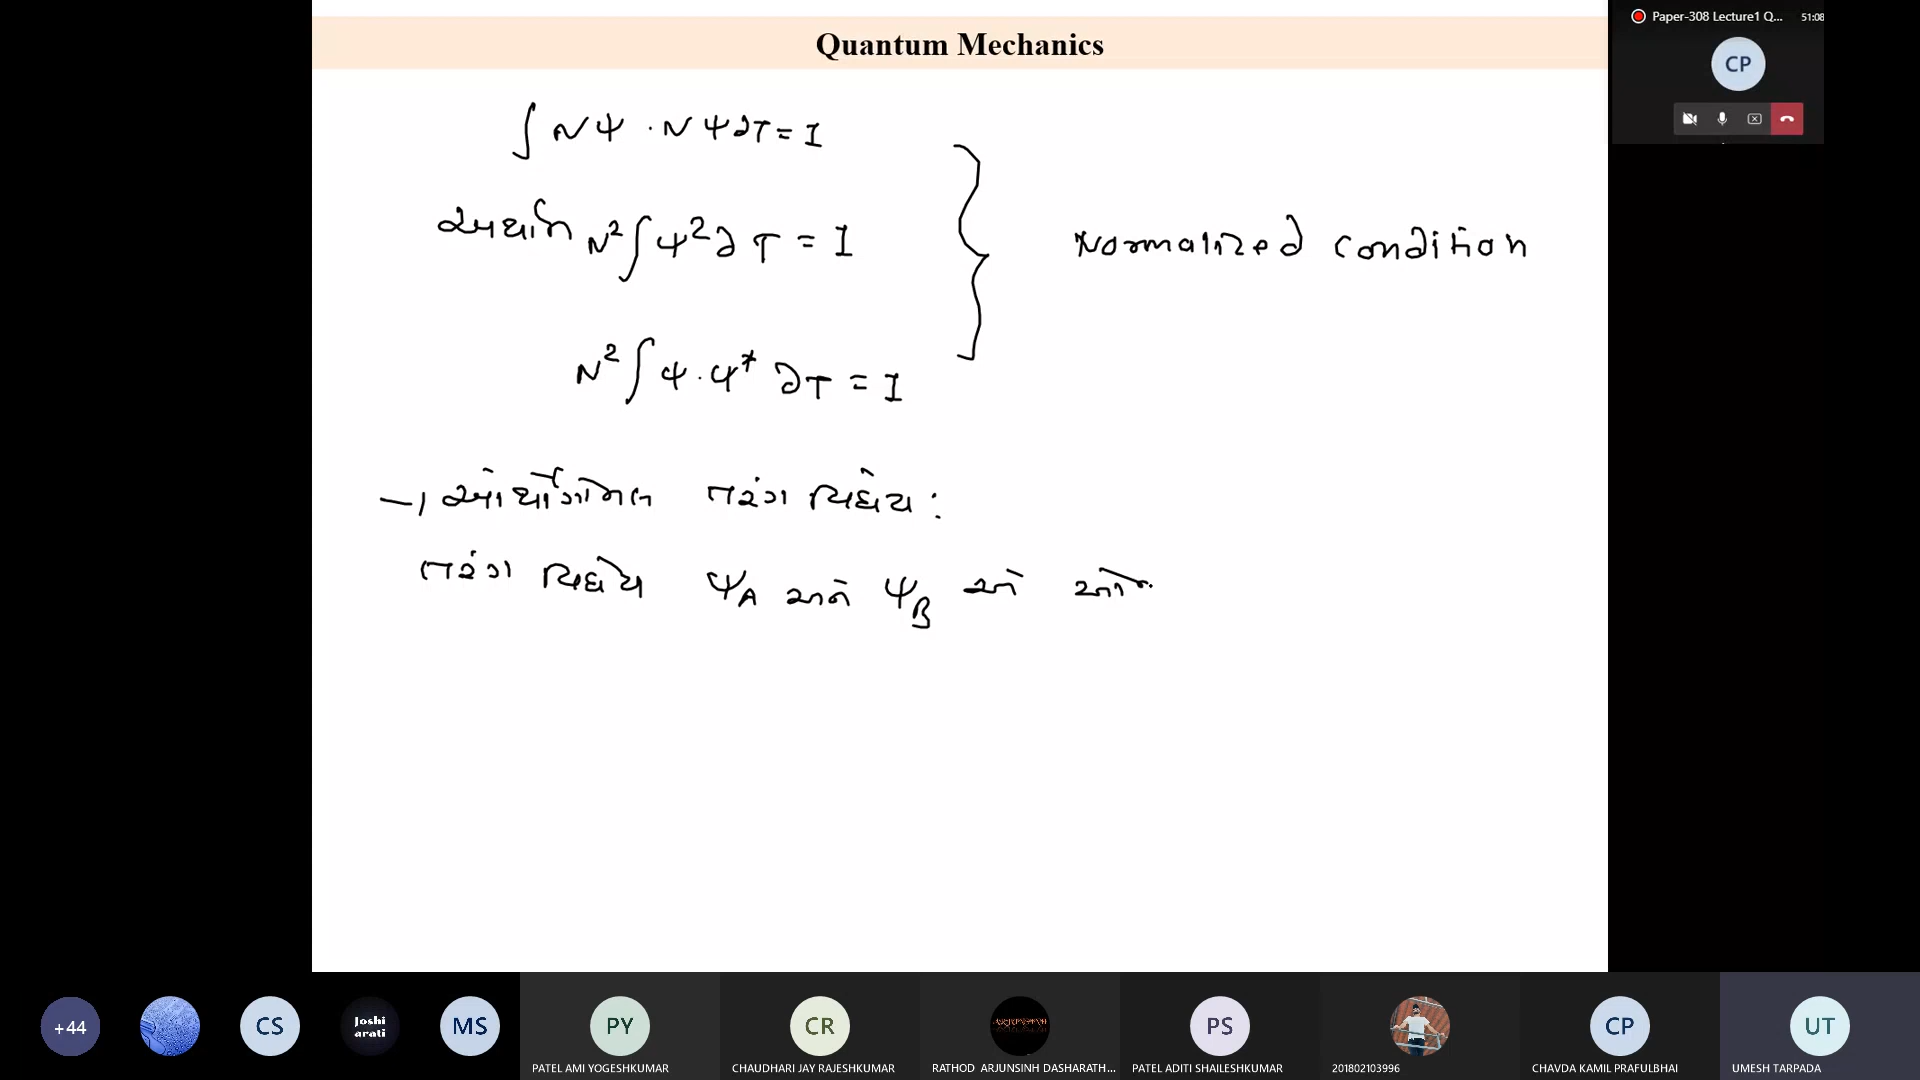 Paper-308 Lecture1 Q... 51:08
CP
Quantum Mechanics
∫ Nψ · Nψ ∂τ = 1
અર્થાત N² ∫ ψ² ∂τ = 1
Normalized condition
N² ∫ ψ · ψ* ∂τ = 1
→ ઓર્થોગોનલ તરંગ વિધેય :
તરંગ વિધેય ψA અને ψB એ
+44
CS
Joshi
arati
MS
PY
CR
PS
CP
UT
PATEL AMI YOGESHKUMAR
CHAUDHARI JAY RAJESHKUMAR
RATHOD ARJUNSINH DASHARATH...
PATEL ADITI SHAILESHKUMAR
201802103996
CHAVDA KAMIL PRAFULBHAI
UMESH TARPADA